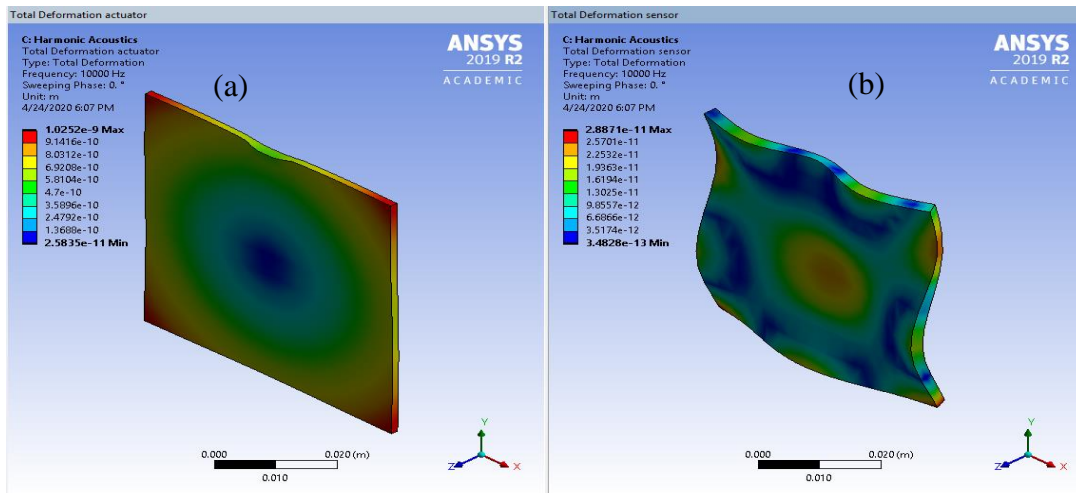 Total Deformation actuator
C: Harmonic Acoustics
Total Deformation actuator
Type: Total Deformation
Frequency: 10000 Hz
Sweeping Phase: 0. °
Unit: m
4/24/2020 6:07 PM
(a)
ANSYS
2019 R2
ACADEMIC
1.0252e-9 Max
9.1416e-10
8.0312e-10
6.9208e-10
5.8104e-10
4.7e-10
3.5896e-10
2.4792e-10
1.3688e-10
2.5835e-11 Min
0.000
0.020 (m)
0.010
Y
Z
X
Total Deformation sensor
C: Harmonic Acoustics
Total Deformation sensor
Type: Total Deformation
Frequency: 10000 Hz
Sweeping Phase: 0. °
Unit: m
4/24/2020 6:07 PM
(b)
ANSYS
2019 R2
ACADEMIC
2.8871e-11 Max
2.5701e-11
2.2532e-11
1.9363e-11
1.6194e-11
1.3025e-11
9.8557e-12
6.6866e-12
3.5174e-12
3.4828e-13 Min
0.000
0.020 (m)
0.010
Y
Z
X